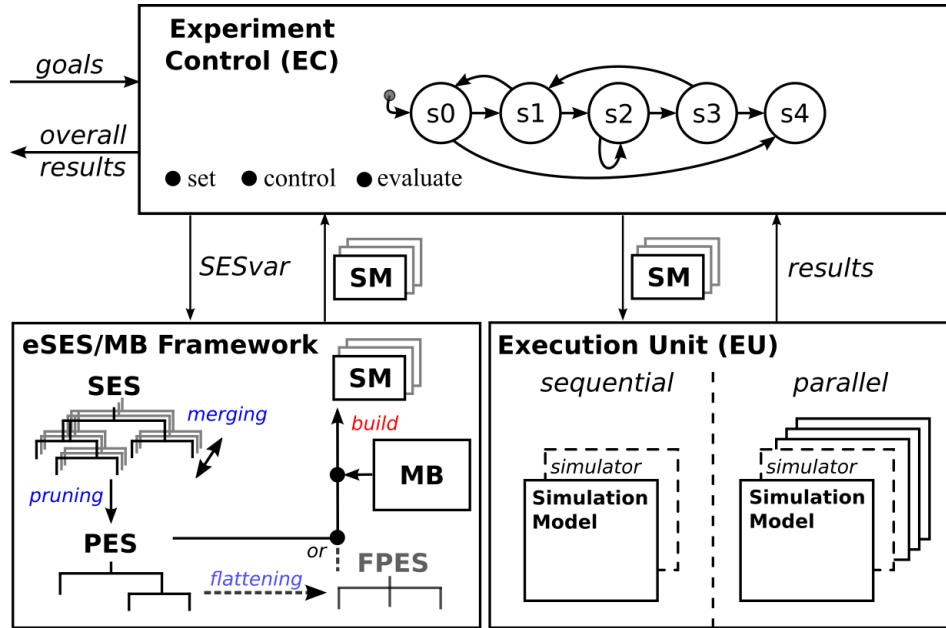 Experiment
Control (EC)
goals
overall
results
s0
s1
s2
s3
s4
set
control
evaluate
SESvar
SM
SM
results
eSES/MB Framework
SES
merging
pruning
PES
flattening
or
FPES
SM
build
MB
Execution Unit (EU)
sequential
parallel
simulator
Simulation
Model
simulator
Simulation
Model